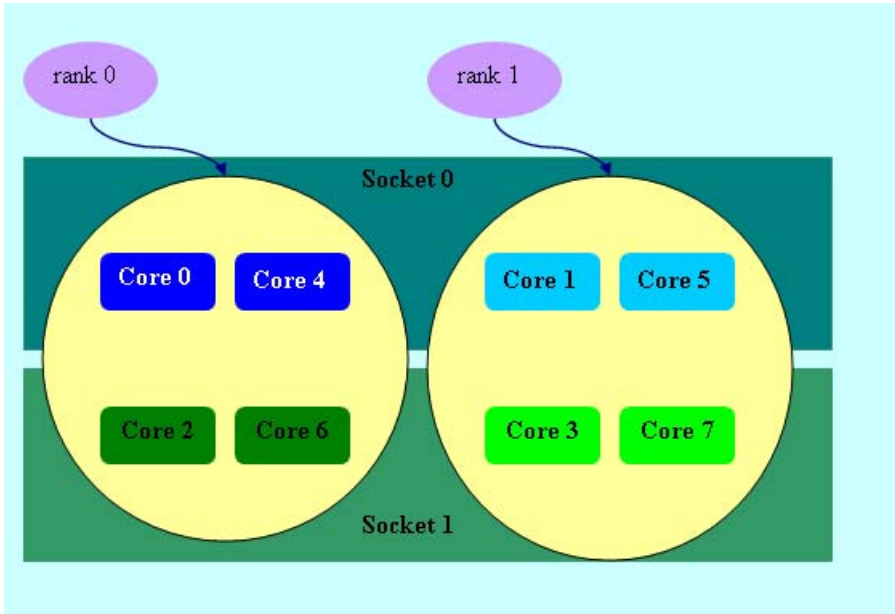 rank 0
rank 1
Socket 0
Core 0
Core 4
Core 1
Core 5
Core 2
Core 6
Core 3
Core 7
Socket 1